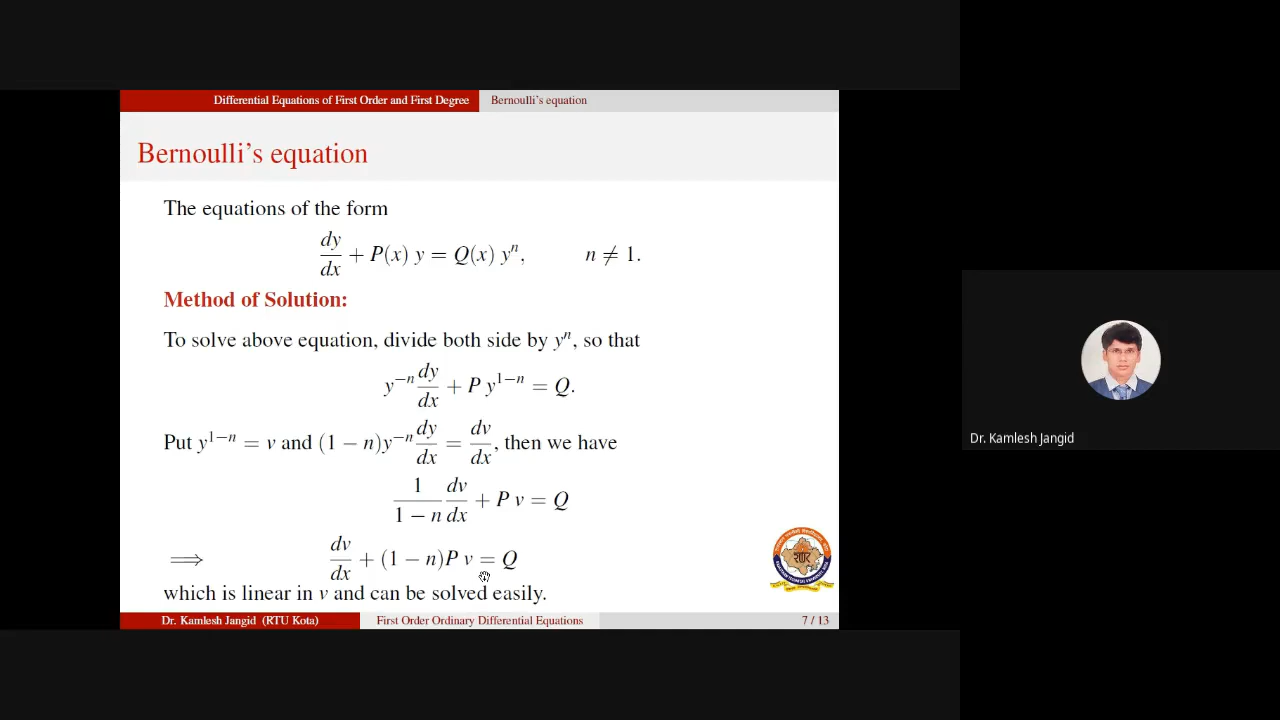 Differential Equations of First Order and First Degree Bernoulli's equation
Bernoulli's equation
The equations of the form
dy/dx + P(x) y = Q(x) yⁿ, n ≠ 1.
Method of Solution:
To solve above equation, divide both side by yⁿ, so that
y⁻ⁿ dy/dx + P y¹⁻ⁿ = Q.
Put y¹⁻ⁿ = v and (1 − n)y⁻ⁿ dy/dx = dv/dx, then we have
1/(1 − n) dv/dx + P v = Q
⟹ dv/dx + (1 − n)P v = Q
which is linear in v and can be solved easily.
Dr. Kamlesh Jangid (RTU Kota) First Order Ordinary Differential Equations 7 / 13
Dr. Kamlesh Jangid